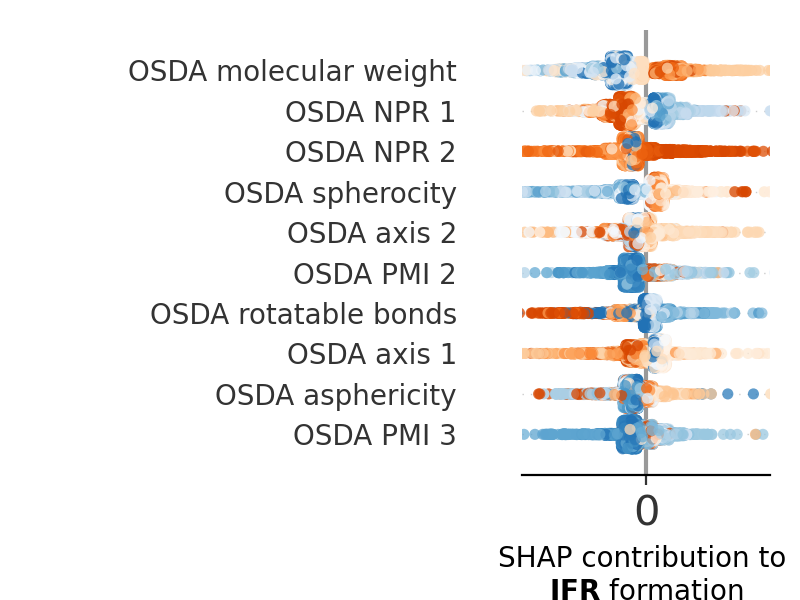 OSDA molecular weight
OSDA NPR 1
OSDA NPR 2
OSDA spherocity
OSDA axis 2
OSDA PMI 2
OSDA rotatable bonds
OSDA axis 1
OSDA asphericity
OSDA PMI 3
0
SHAP contribution to
IFR formation